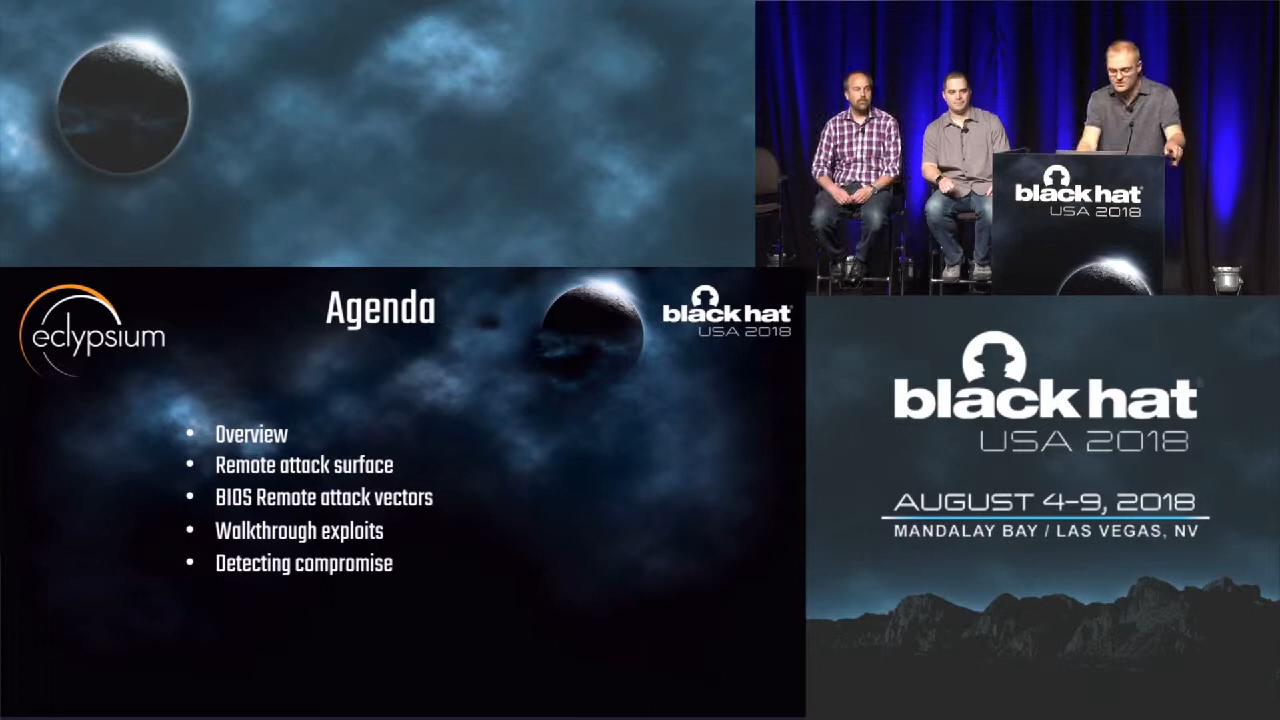 black hat
USA 2018
eclypsium
Agenda
black hat
USA 2018
• Overview
• Remote attack surface
• BIOS Remote attack vectors
• Walkthrough exploits
• Detecting compromise
black hat
USA 2018
AUGUST 4-9, 2018
MANDALAY BAY / LAS VEGAS, NV